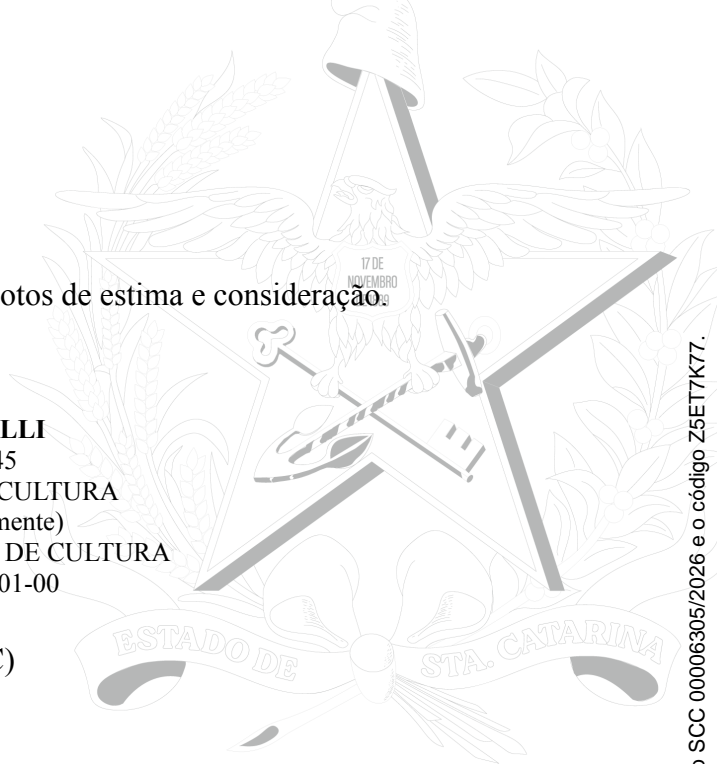 17 DE
NOVEMBRO
otos de estima e consideração.
LLI
45
CULTURA
mente)
DE CULTURA
01-00
C)
ESTADO DE STA. CATARINA
o SCC 00006305/2026 e o código Z5ET7K77.